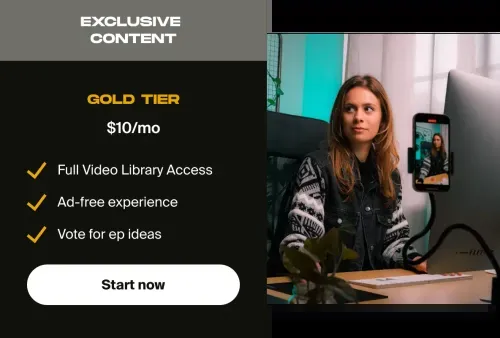 EXCLUSIVE
CONTENT
GOLD TIER
$10/mo
Full Video Library Access
Ad-free experience
Vote for ep ideas
Start now